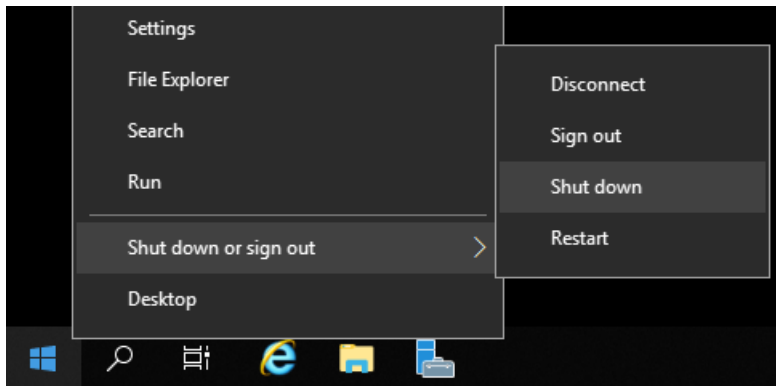 Settings
File Explorer
Search
Run
Shut down or sign out
Desktop
Disconnect
Sign out
Shut down
Restart